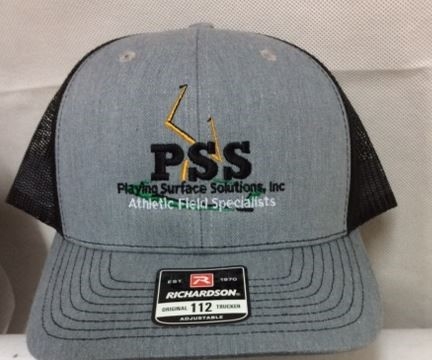 PSS
Playing Surface Solutions, Inc
Athletic Field Specialists
EST R 1970
RICHARDSON
ORIGINAL 112 TRUCKER
ADJUSTABLE